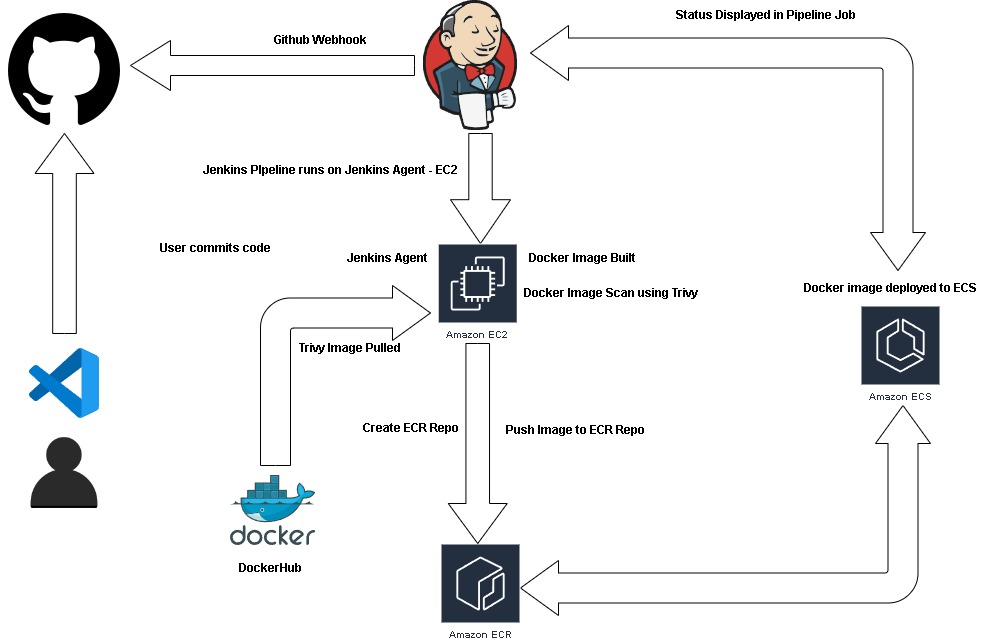 Status Displayed in Pipeline Job
Github Webhook
Jenkins PIpeline runs on Jenkins Agent - EC2
User commits code
Jenkins Agent
Docker Image Built
Docker Image Scan using Trivy
Amazon EC2
Docker image deployed to ECS
Amazon ECS
Trivy Image Pulled
Create ECR Repo
Push Image to ECR Repo
docker
DockerHub
Amazon ECR